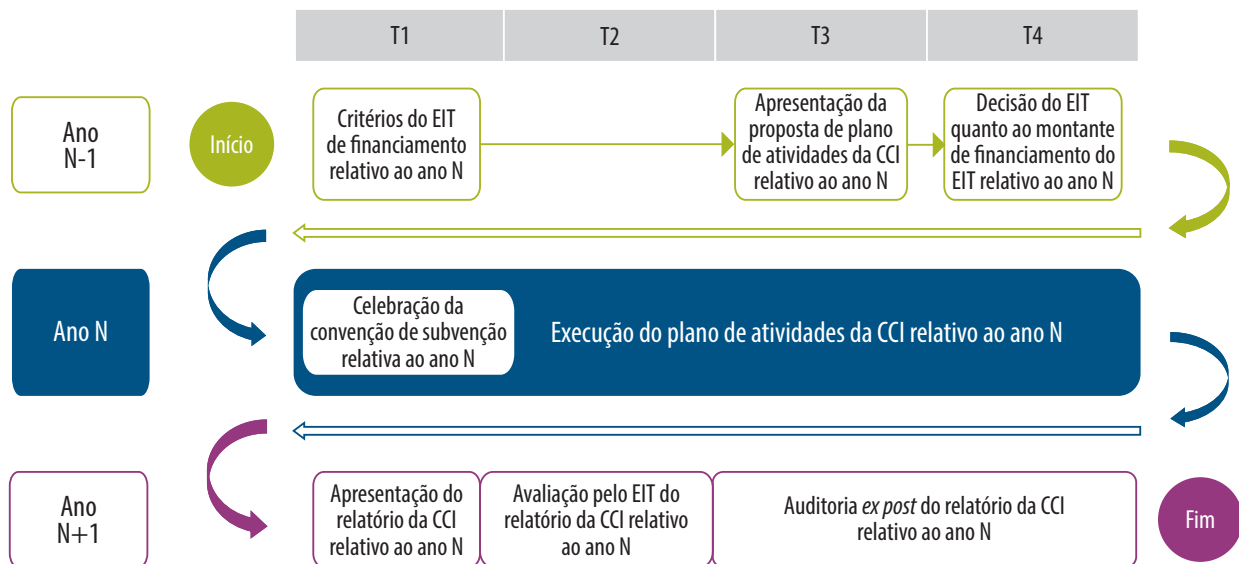 T1
T2
T3
T4
Ano
N-1
Início
Critérios do EIT
de financiamento
relativo ao ano N
Apresentação da
proposta de plano
de atividades da CCI
relativo ao ano N
Decisão do EIT
quanto ao montante
de financiamento do
EIT relativo ao ano N
Ano N
Celebração da
convenção de subvenção
relativa ao ano N
Execução do plano de atividades da CCI relativo ao ano N
Ano
N+1
Apresentação do
relatório da CCI
relativo ao ano N
Avaliação pelo EIT do
relatório da CCI relativo
ao ano N
Auditoria ex post do relatório da CCI
relativo ao ano N
Fim